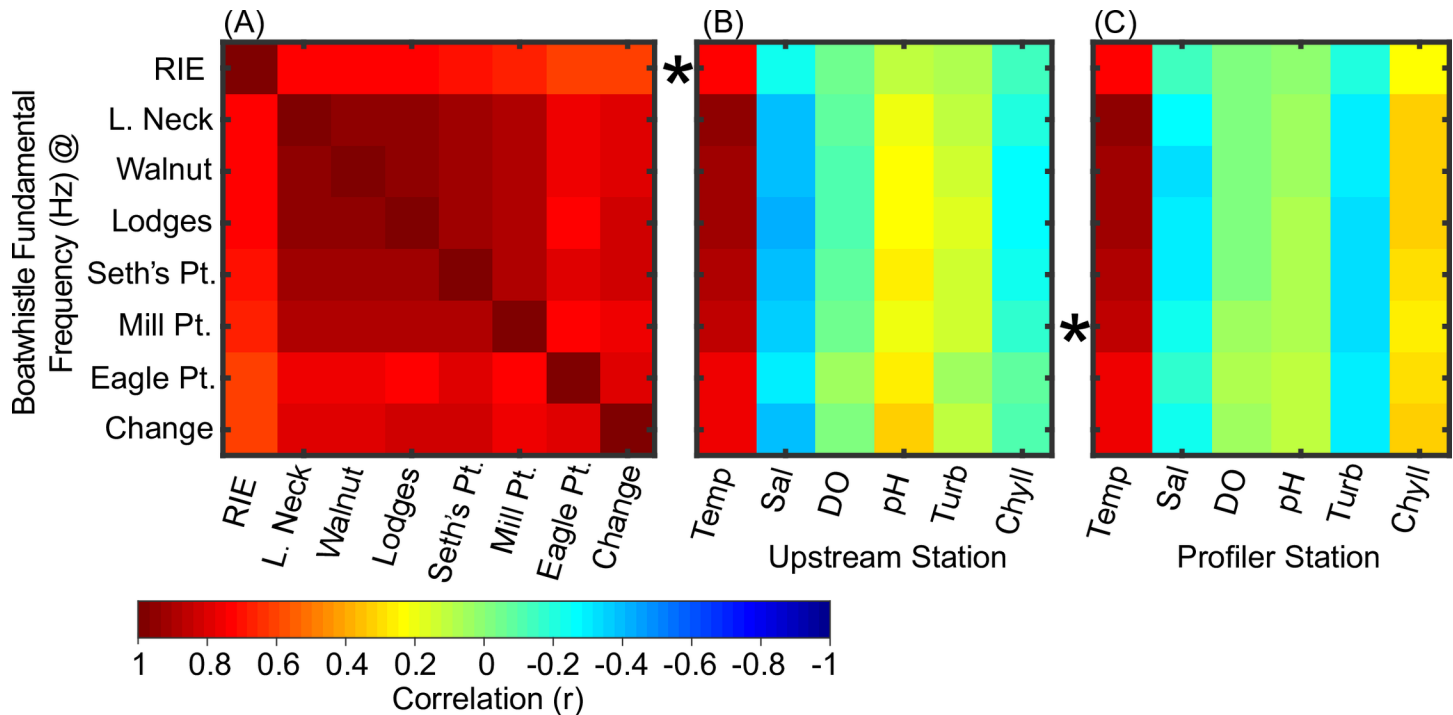 (A)
(B)
(C)
Boatwhistle Fundamental
Frequency (Hz) @
RIE
L. Neck
Walnut
Lodges
Seth's Pt.
Mill Pt.
Eagle Pt.
Change
*
*
RIE
L. Neck
Walnut
Lodges
Seth's Pt.
Mill Pt.
Eagle Pt.
Change
Temp
Sal
DO
pH
Turb
Chyll
Upstream Station
Temp
Sal
DO
pH
Turb
Chyll
Profiler Station
1 0.8 0.6 0.4 0.2 0 -0.2 -0.4 -0.6 -0.8 -1
Correlation (r)